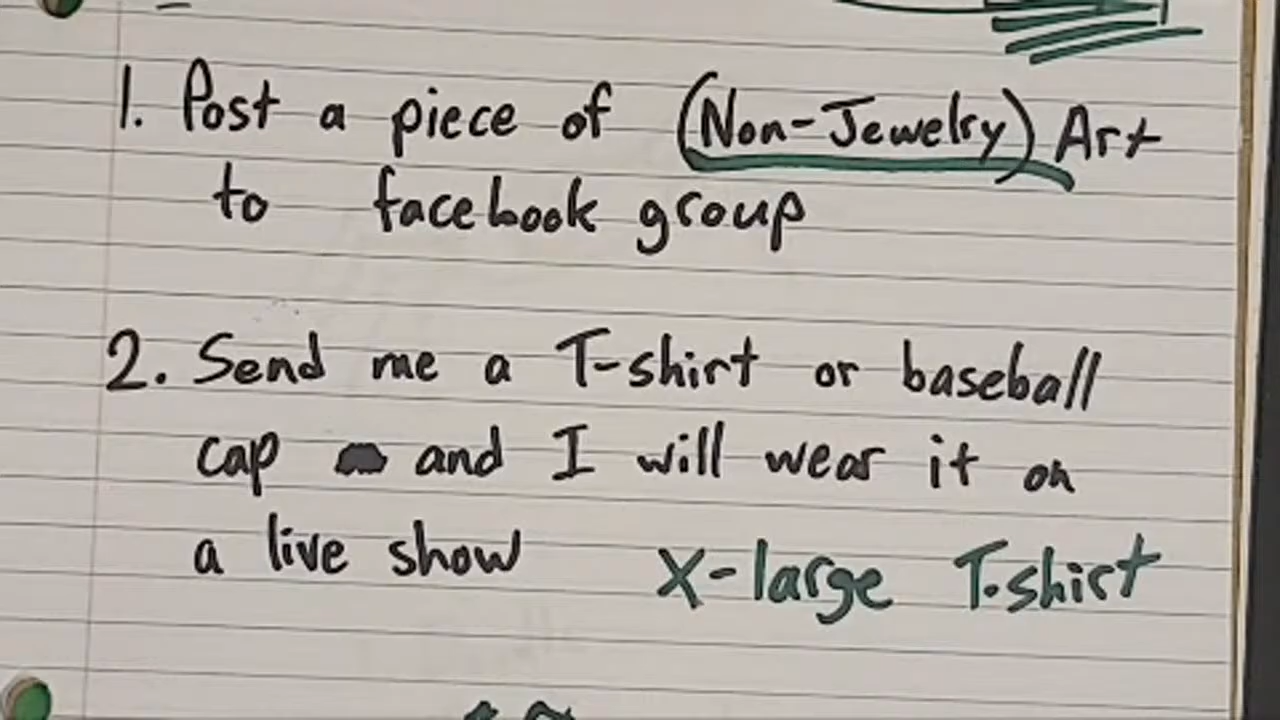 1. Post a piece of (Non-Jewelry) Art
to facebook group
2. Send me a T-shirt or baseball
cap and I will wear it on
a live show X-large T-shirt